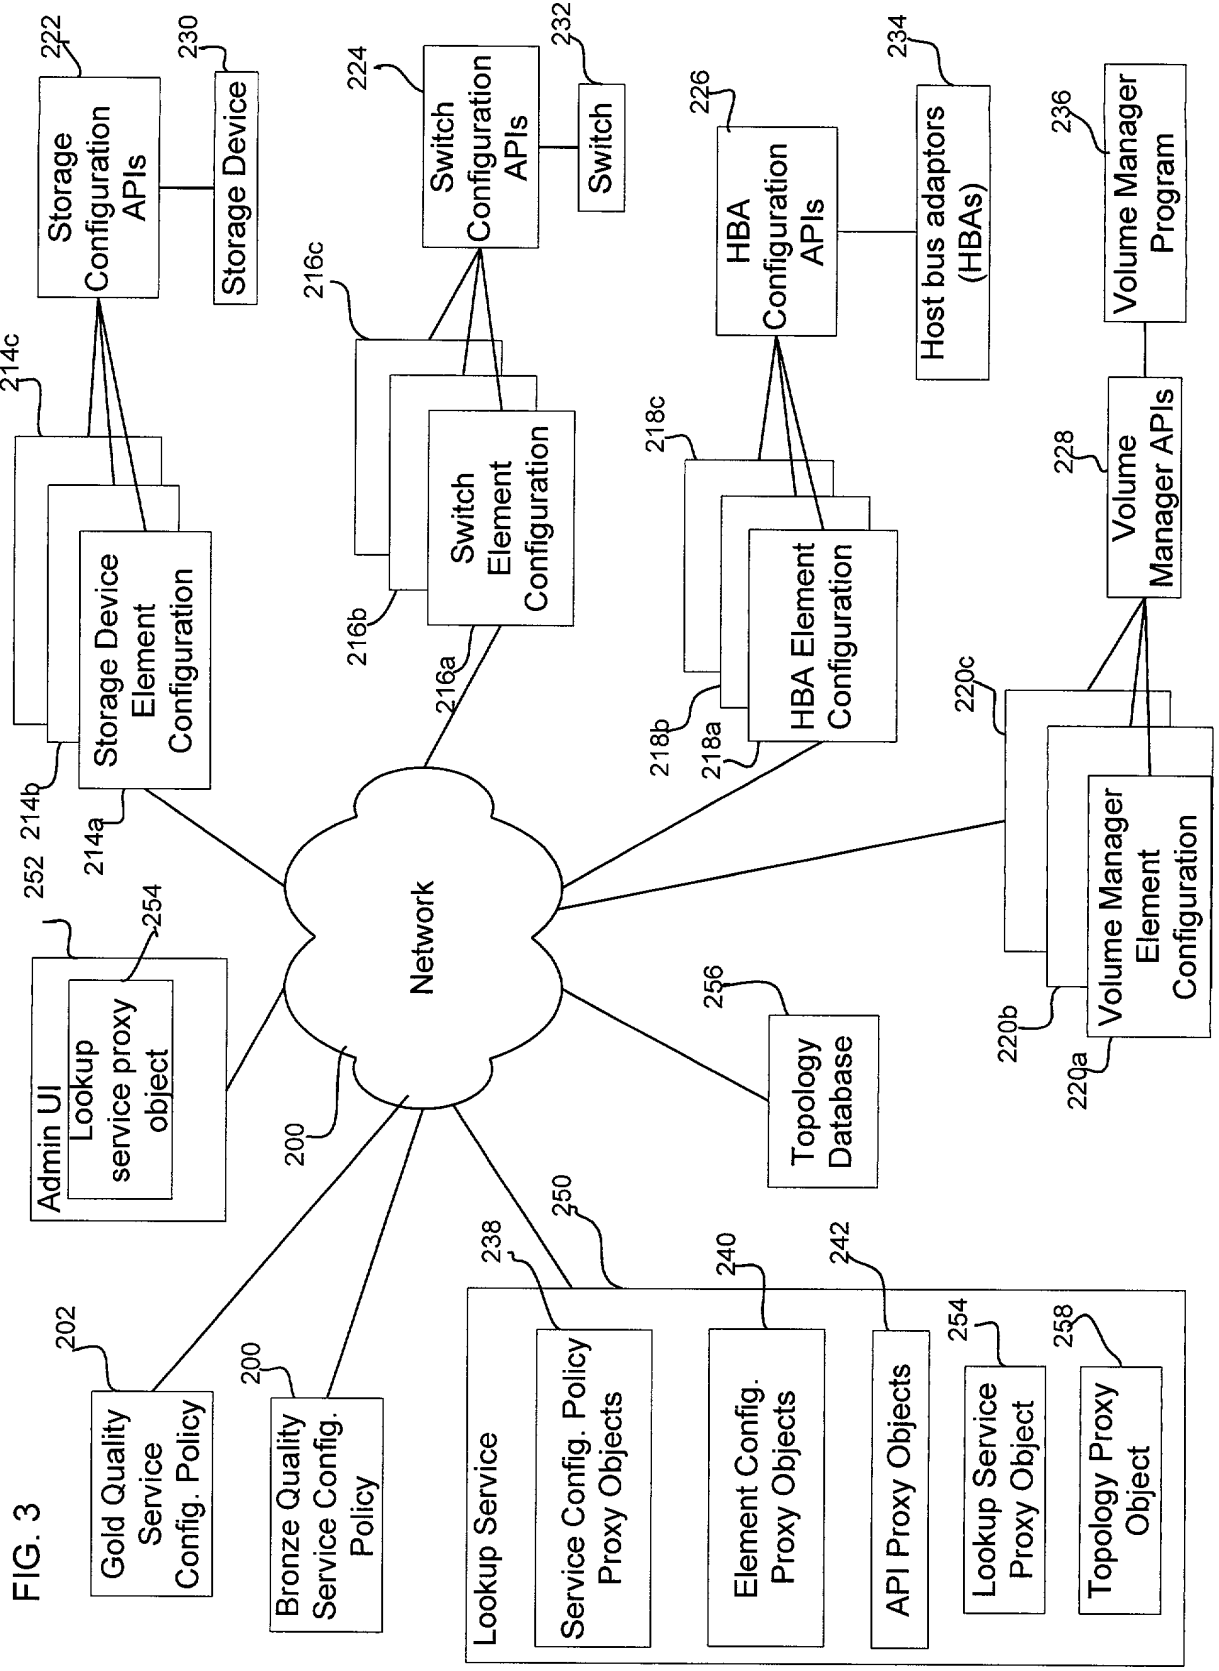 FIG. 3
Gold Quality
Service
Config. Policy
202
Bronze Quality
Service Config.
Policy
200
Lookup Service
250
Service Config. Policy
Proxy Objects
238
Element Config.
Proxy Objects
240
API Proxy Objects
242
Lookup Service
Proxy Object
254
Topology Proxy
Object
258
Admin UI
252
Lookup
service proxy
object
254
Network
200
Topology
Database
256
Storage Device
Element
Configuration
214a
214b
214c
Storage
Configuration
APIs
222
Storage Device
230
Switch
Element
Configuration
216a
216b
216c
Switch
Configuration
APIs
224
Switch
232
HBA Element
Configuration
218a
218b
218c
HBA
Configuration
APIs
226
Host bus adaptors
(HBAs)
234
Volume Manager
Element
Configuration
220a
220b
220c
Volume
Manager APIs
228
Volume Manager
Program
236